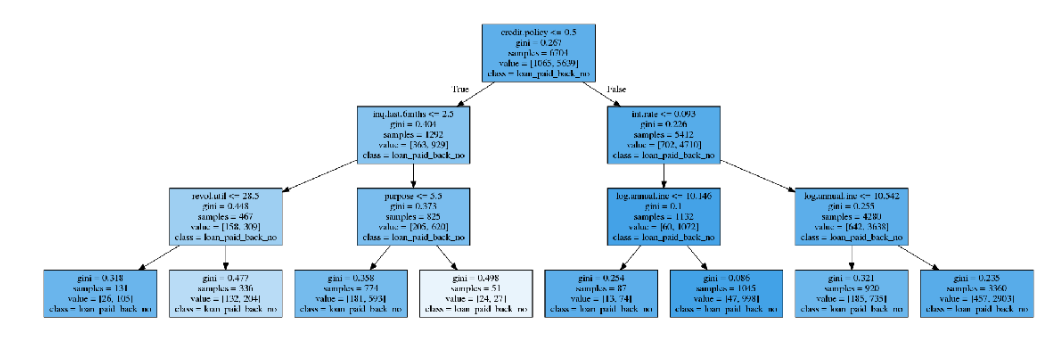 credit.policy <= 0.5
gini = 0.267
samples = 6704
value = [1065, 5639]
class = loan_paid_back_no
True
False
inq.last.6mths <= 2.5
gini = 0.404
samples = 1292
value = [363, 929]
class = loan_paid_back_no
int.rate <= 0.093
gini = 0.226
samples = 5412
value = [702, 4710]
class = loan_paid_back_no
revol.util <= 28.5
gini = 0.448
samples = 467
value = [158, 309]
class = loan_paid_back_no
purpose <= 5.5
gini = 0.373
samples = 825
value = [205, 620]
class = loan_paid_back_no
log.annual.inc <= 10.146
gini = 0.1
samples = 1132
value = [60, 1072]
class = loan_paid_back_no
log.annual.inc <= 10.542
gini = 0.255
samples = 4280
value = [642, 3638]
class = loan_paid_back_no
gini = 0.318
samples = 131
value = [26, 105]
class = loan_paid_back_no
gini = 0.477
samples = 336
value = [132, 204]
class = loan_paid_back_no
gini = 0.358
samples = 774
value = [181, 593]
class = loan_paid_back_no
gini = 0.498
samples = 51
value = [24, 27]
class = loan_paid_back_no
gini = 0.254
samples = 87
value = [13, 74]
class = loan_paid_back_no
gini = 0.086
samples = 1045
value = [47, 998]
class = loan_paid_back_no
gini = 0.321
samples = 920
value = [185, 735]
class = loan_paid_back_no
gini = 0.235
samples = 3360
value = [457, 2903]
class = loan_paid_back_no